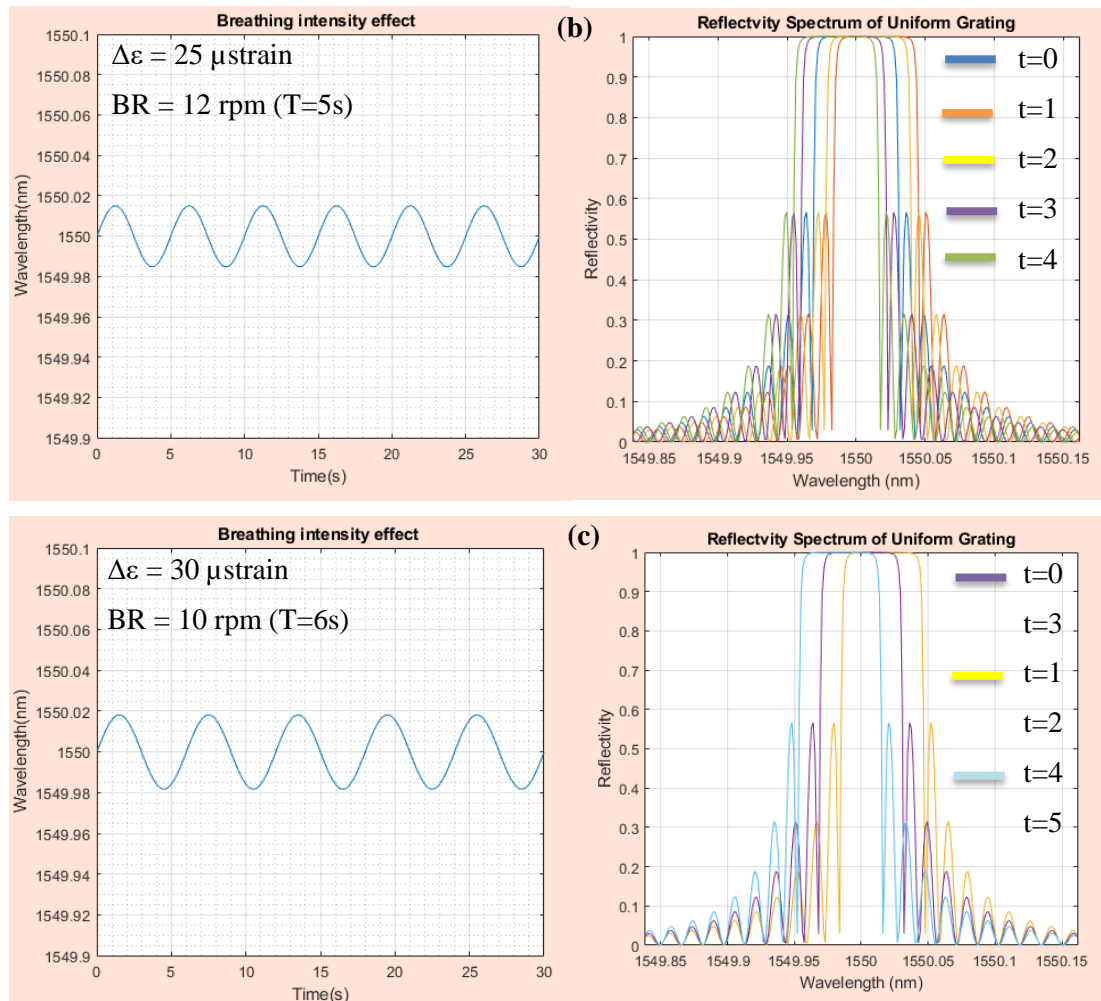 Breathing intensity effect
Δε = 25 µstrain
BR = 12 rpm (T=5s)
1550.1
1550.08
1550.06
1550.04
1550.02
1550
1549.98
1549.96
1549.94
1549.92
1549.9
Wavelength(nm)
0 5 10 15 20 25 30
Time(s)
(b)
Reflectvity Spectrum of Uniform Grating
1
0.9
0.8
0.7
0.6
0.5
0.4
0.3
0.2
0.1
0
Reflectivity
t=0
t=1
t=2
t=3
t=4
1549.85 1549.9 1549.95 1550 1550.05 1550.1 1550.15
Wavelength (nm)
Breathing intensity effect
Δε = 30 µstrain
BR = 10 rpm (T=6s)
1550.1
1550.08
1550.06
1550.04
1550.02
1550
1549.98
1549.96
1549.94
1549.92
1549.9
Wavelength(nm)
0 5 10 15 20 25 30
Time(s)
(c)
Reflectvity Spectrum of Uniform Grating
1
0.9
0.8
0.7
0.6
0.5
0.4
0.3
0.2
0.1
0
Reflectivity
t=0
t=3
t=1
t=2
t=4
t=5
1549.85 1549.9 1549.95 1550 1550.05 1550.1 1550.15
Wavelength (nm)